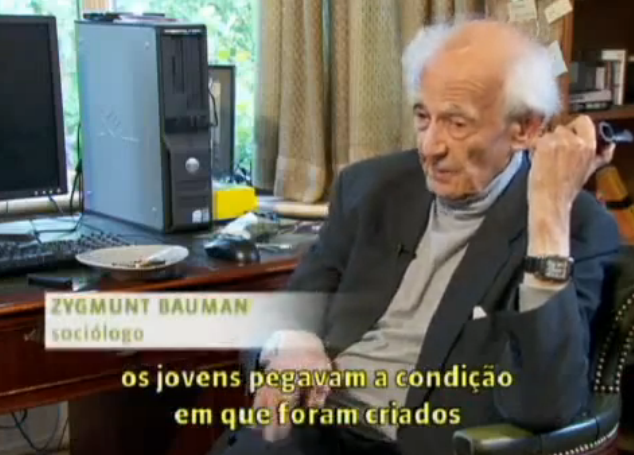 ZYGMUNT BAUMAN
sociólogo
os jovens pegavam a condição
em que foram criados